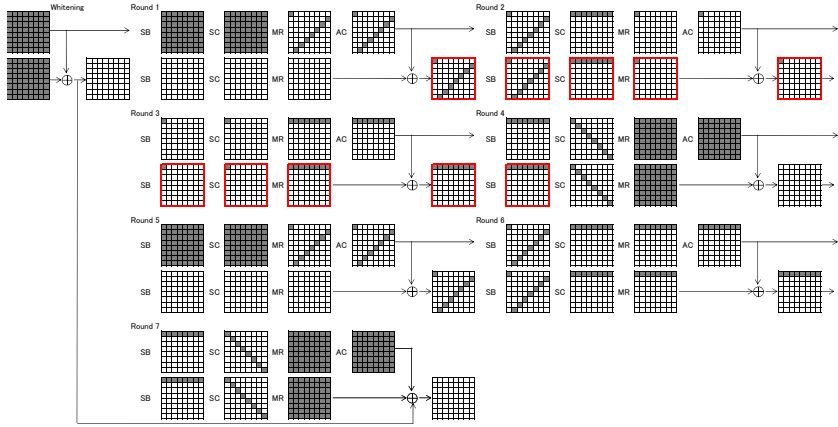 Whitening
Round 1
Round 2
SB SC MR AC SB SC MR AC
SB SC MR SB SC MR
Round 3
Round 4
SB SC MR AC SB SC MR AC
SB SC MR SB SC MR
Round 5
Round 6
SB SC MR AC SB SC MR AC
SB SC MR SB SC MR
Round 7
SB SC MR AC
SB SC MR